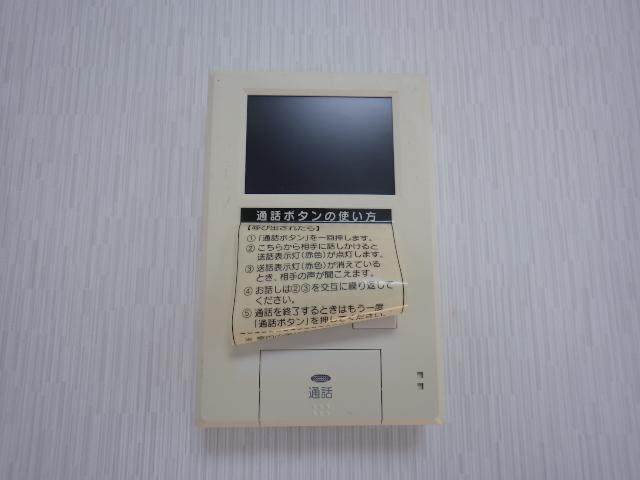 通話ボタンの使い方
【呼び出されたら】
①「通話ボタン」を一回押します。
②こちらから相手に話しかけると
送話表示灯(赤色)が点灯します。
③送話表示灯(赤色)が消えている
とき、相手の声が聞こえます。
④お話しは②③を交互に繰り返して
ください。
⑤通話を終了するときはもう一度
「通話ボタン」を押してください。
通話